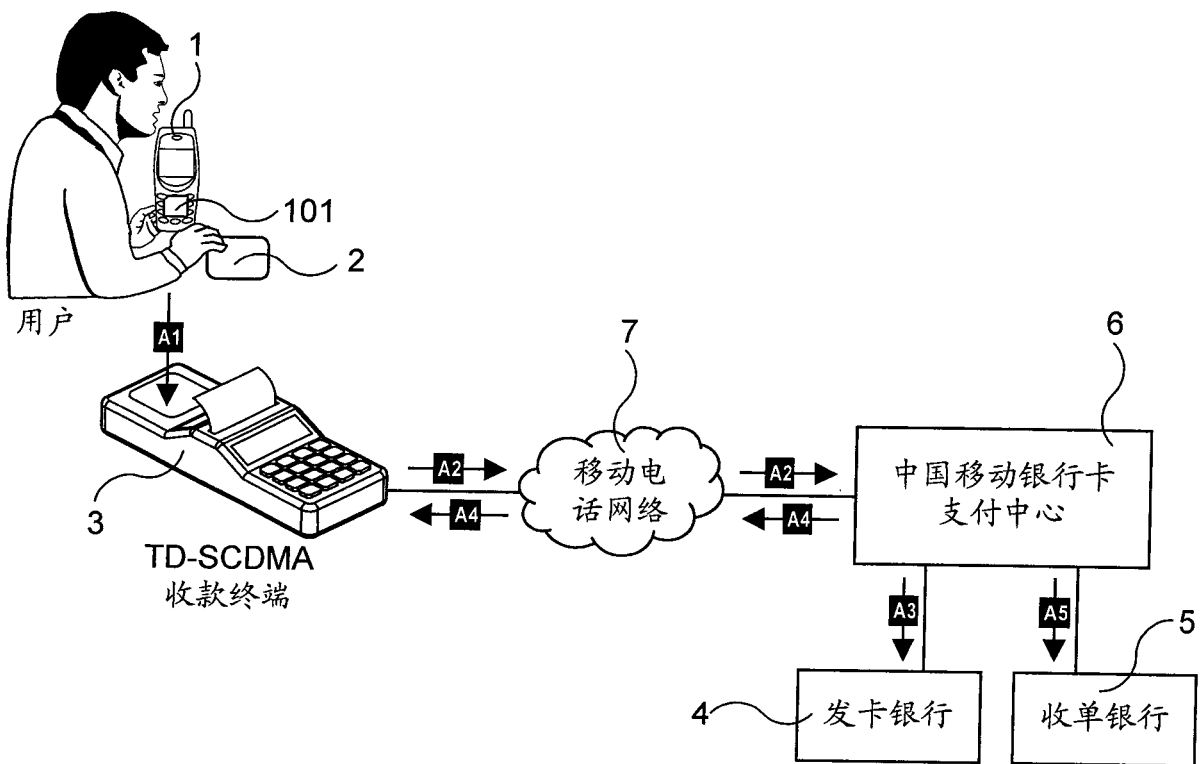 1
101
2
用户
A1
3
TD-SCDMA
收款终端
A2
A4
7
移动电
话网络
A2
A4
6
中国移动银行卡
支付中心
A3
A5
4
发卡银行
5
收单银行